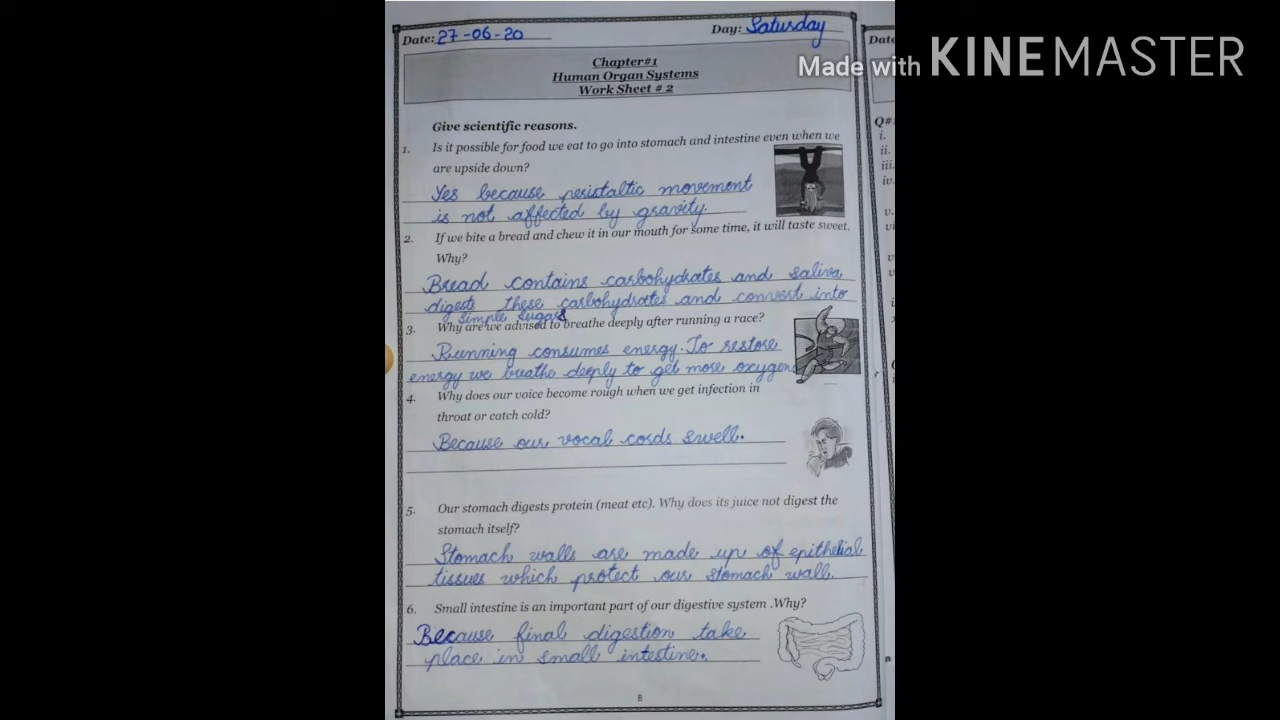 Date: 27-06-20 Day: Saturday
Made with KINEMASTER
Chapter#1
Human Organ Systems
Work Sheet # 2
Give scientific reasons.
1. Is it possible for food we eat to go into stomach and intestine even when we
are upside down?
Yes because peristaltic movement
is not affected by gravity.
2. If we bite a bread and chew it in our mouth for some time, it will taste sweet.
Why?
Bread contains carbohydrates and saliva
digests these carbohydrates and convert into
simple sugars
3. Why are we advised to breathe deeply after running a race?
Running consumes energy. To restore
energy we breathe deeply to get more oxygen
4. Why does our voice become rough when we get infection in
throat or catch cold?
Because our vocal cords swell.
5. Our stomach digests protein (meat etc). Why does its juice not digest the
stomach itself?
Stomach walls are made up of epithelial
tissues which protect our stomach wall.
6. Small intestine is an important part of our digestive system .Why?
Because final digestion take
place in small intestine.
8
Date
Q#
i.
ii.
iii.
iv.
v.